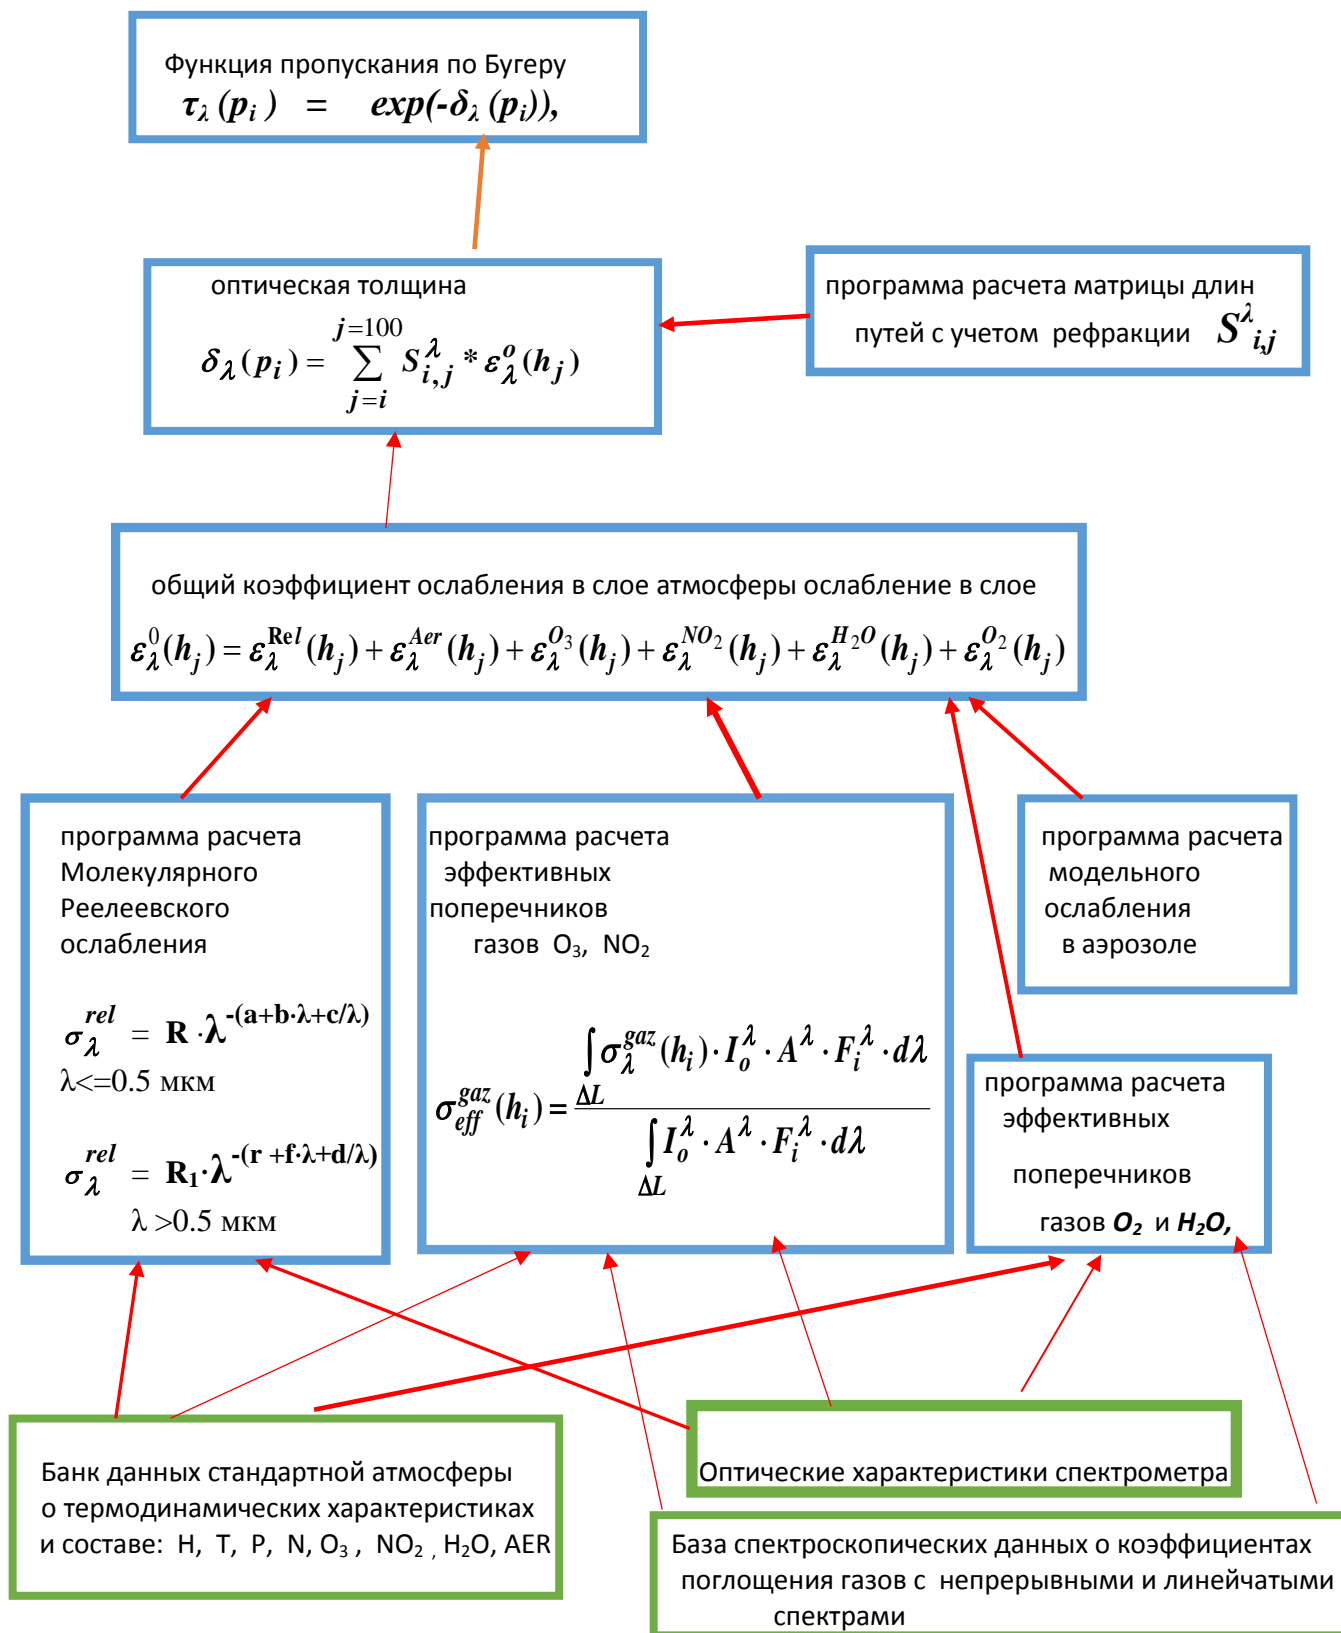 Функция пропускания по Бугеру
τλ (pi ) = exp(-δλ (pi)),
оптическая толщина
j=100
δλ(pi) = ∑ S^λ_i,j * ε^o_λ(hj)
j=i
программа расчета матрицы длин
путей с учетом рефракции S^λ_i,j
общий коэффициент ослабления в слое атмосферы ослабление в слое
ε^0_λ(hj) = ε^Rel_λ(hj) + ε^Aer_λ(hj) + ε^O₃_λ(hj) + ε^NO₂_λ(hj) + ε^H₂O_λ(hj) + ε^O₂_λ(hj)
программа расчета
Молекулярного
Реелеевского
ослабления
σ^rel_λ = R ·λ^-(a+b·λ+c/λ)
λ<=0.5 мкм
σ^rel_λ = R₁·λ^-(r +f·λ+d/λ)
λ >0.5 мкм
программа расчета
эффективных
поперечников
газов O₃, NO₂
∫σ^gaz_λ(hi)·I^λ_o·A^λ·F^λ_i·dλ
ΔL
σ^gaz_eff(hi) =
∫I^λ_o·A^λ·F^λ_i·dλ
ΔL
программа расчета
модельного
ослабления
в аэрозоле
программа расчета
эффективных
поперечников
газов O₂ и H₂O,
Банк данных стандартной атмосферы
о термодинамических характеристиках
и составе: H, T, P, N, O₃ , NO₂ , H₂O, AER
Оптические характеристики спектрометра
База спектроскопических данных о коэффициентах
поглощения газов с непрерывными и линейчатыми
спектрами